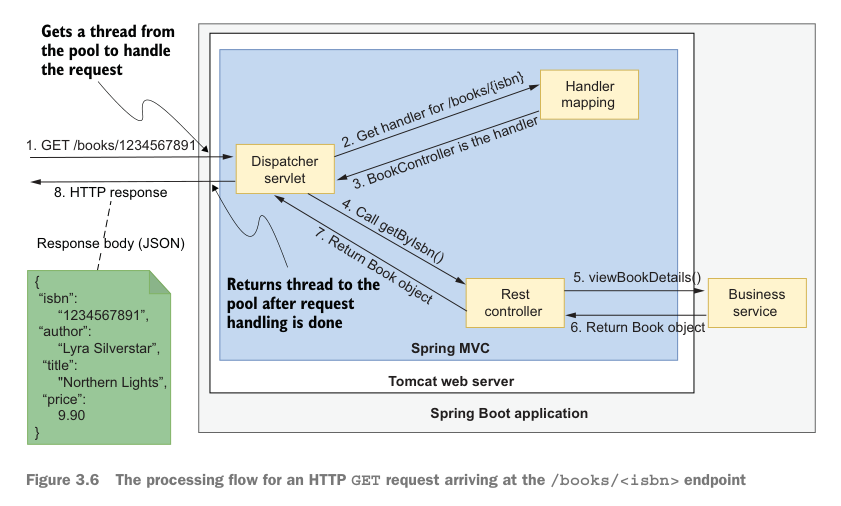 Gets a thread from
the pool to handle
the request
1. GET /books/1234567891
8. HTTP response
Response body (JSON)
{
“isbn”:
“1234567891”,
“author”:
“Lyra Silverstar”,
“title”:
"Northern Lights”,
“price”:
9.90
}
Dispatcher
servlet
2. Get handler for /books/{isbn}
3. BookController is the handler
Handler
mapping
4. Call getByIsbn()
7. Return Book object
Returns thread to the
pool after request
handling is done
Rest
controller
5. viewBookDetails()
6. Return Book object
Business
service
Spring MVC
Tomcat web server
Spring Boot application
Figure 3.6 The processing flow for an HTTP GET request arriving at the /books/<isbn> endpoint